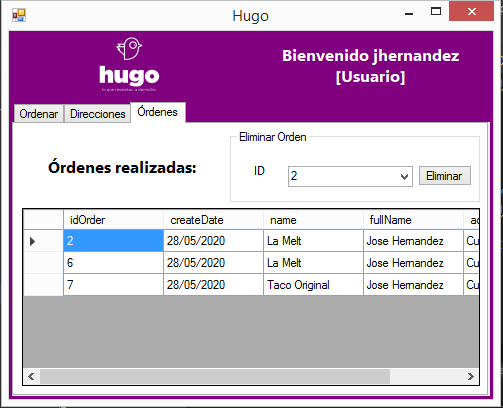 Hugo
hugo
lo que necesitas, a domicilio.
Bienvenido jhernandez
[Usuario]
Ordenar Direcciones Órdenes
Eliminar Orden
Órdenes realizadas:
ID 2 Eliminar
idOrder createDate name fullName ac
2 28/05/2020 La Melt Jose Hernandez Cu
6 28/05/2020 La Melt Jose Hernandez Cu
7 28/05/2020 Taco Original Jose Hernandez Cu